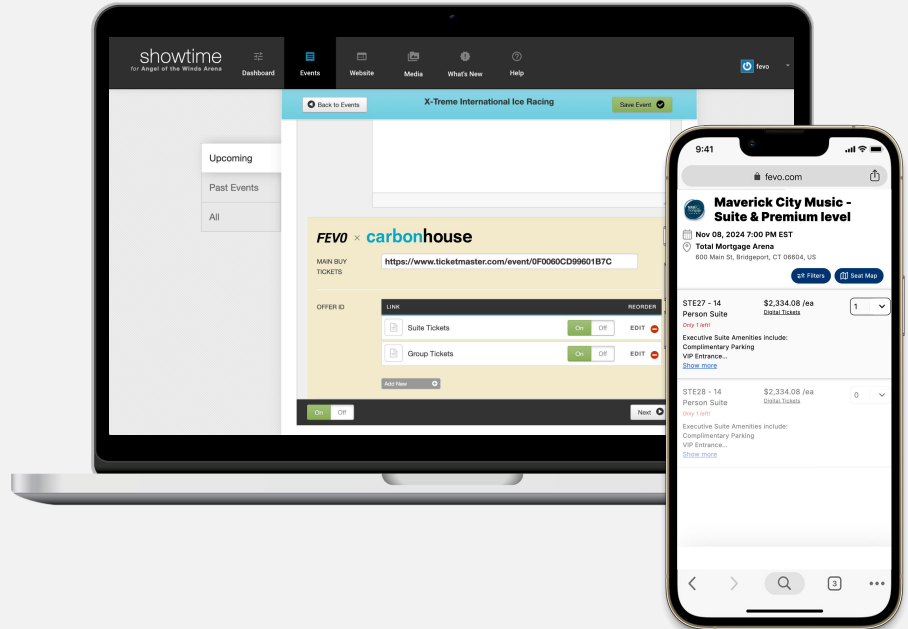 showtime
for Angel of the Winds Arena
Dashboard
Events
Website
Media
What's New
Help
fevo
Back to Events
X-Treme International Ice Racing
Save Event
Upcoming
Past Events
All
FEVO × carbonhouse
MAIN BUY
TICKETS
https://www.ticketmaster.com/event/0F0060CD99601B7C
OFFER ID
LINK
REORDER
Suite Tickets
On
Off
EDIT
Group Tickets
On
Off
EDIT
Add New
On
Off
Next
9:41
fevo.com
Maverick City Music -
Suite & Premium level
Nov 08, 2024 7:00 PM EST
Total Mortgage Arena
600 Main St, Bridgeport, CT 06604, US
Filters
Seat Map
STE27 - 14
Person Suite
$2,334.08 /ea
Digital Tickets
1
Only 1 left!
Executive Suite Amenities include:
Complimentary Parking
VIP Entrance...
Show more
STE28 - 14
Person Suite
$2,334.08 /ea
Digital Tickets
0
Only 1 left!
Executive Suite Amenities include:
Complimentary Parking
VIP Entrance...
Show more
3